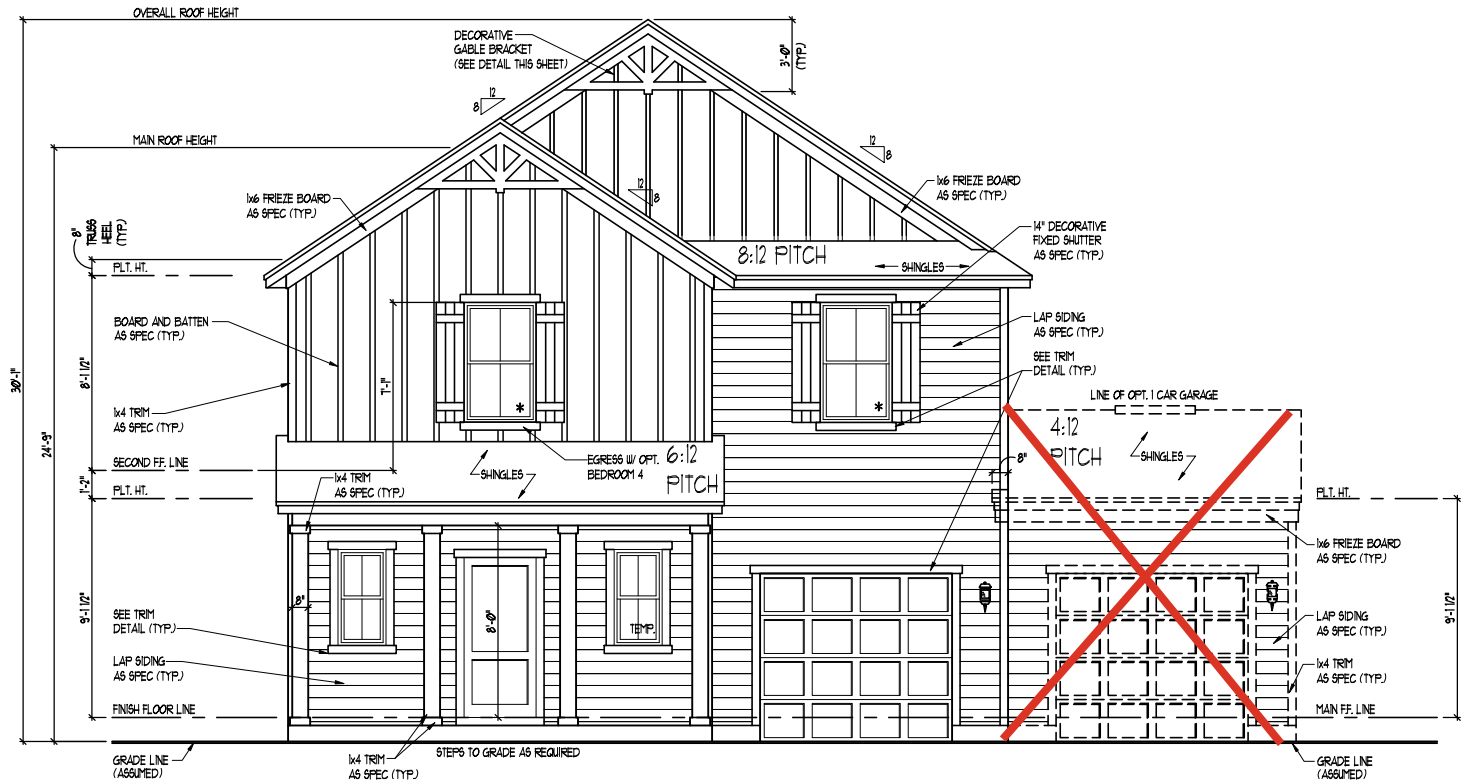 OVERALL ROOF HEIGHT
DECORATIVE
GABLE BRACKET
(SEE DETAIL THIS SHEET)
3'-0"
(TYP.)
12
8
MAIN ROOF HEIGHT
12
8
12
8
1x6 FRIEZE BOARD
AS SPEC (TYP.)
1x6 FRIEZE BOARD
AS SPEC (TYP.)
14" DECORATIVE
FIXED SHUTTER
AS SPEC (TYP.)
8"
TRUSS
HEEL
(TYP.)
8:12 PITCH
SHINGLES
PLT. HT.
BOARD AND BATTEN
AS SPEC (TYP.)
LAP SIDING
AS SPEC (TYP.)
SEE TRIM
DETAIL (TYP.)
30'-1"
8'-1 1/2"
7'-1"
LINE OF OPT. 1 CAR GARAGE
*
*
1x4 TRIM
AS SPEC (TYP.)
4:12
PITCH
SHINGLES
24'-9"
SECOND F.F. LINE
SHINGLES
EGRESS W/ OPT.
BEDROOM 4
6:12
PITCH
8"
1'-2"
PLT. HT.
1x4 TRIM
AS SPEC (TYP.)
PLT. HT.
1x6 FRIEZE BOARD
AS SPEC (TYP.)
9'-1 1/2"
8"
8'-0"
TEMP.
9'-1 1/2"
SEE TRIM
DETAIL (TYP.)
LAP SIDING
AS SPEC (TYP.)
LAP SIDING
AS SPEC (TYP.)
1x4 TRIM
AS SPEC (TYP.)
FINISH FLOOR LINE
MAIN F.F. LINE
GRADE LINE
(ASSUMED)
1x4 TRIM
AS SPEC (TYP.)
STEPS TO GRADE AS REQUIRED
GRADE LINE
(ASSUMED)